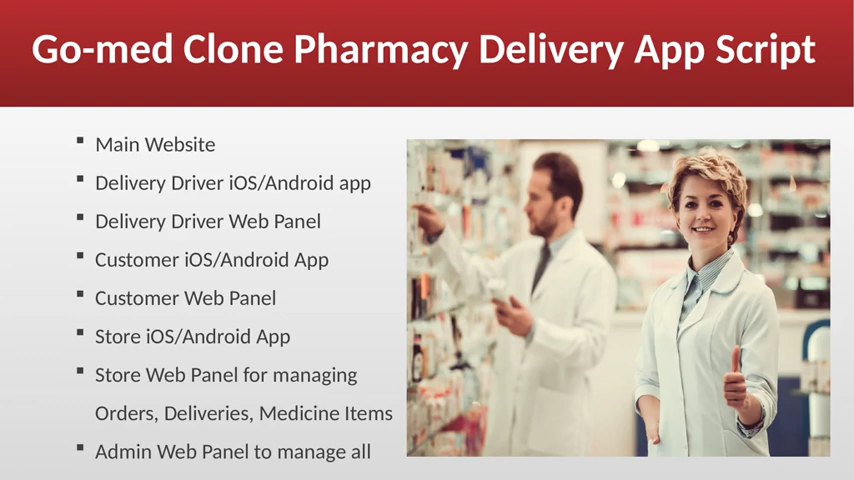 Go-med Clone Pharmacy Delivery App Script
▪ Main Website
▪ Delivery Driver iOS/Android app
▪ Delivery Driver Web Panel
▪ Customer iOS/Android App
▪ Customer Web Panel
▪ Store iOS/Android App
▪ Store Web Panel for managing
Orders, Deliveries, Medicine Items
▪ Admin Web Panel to manage all